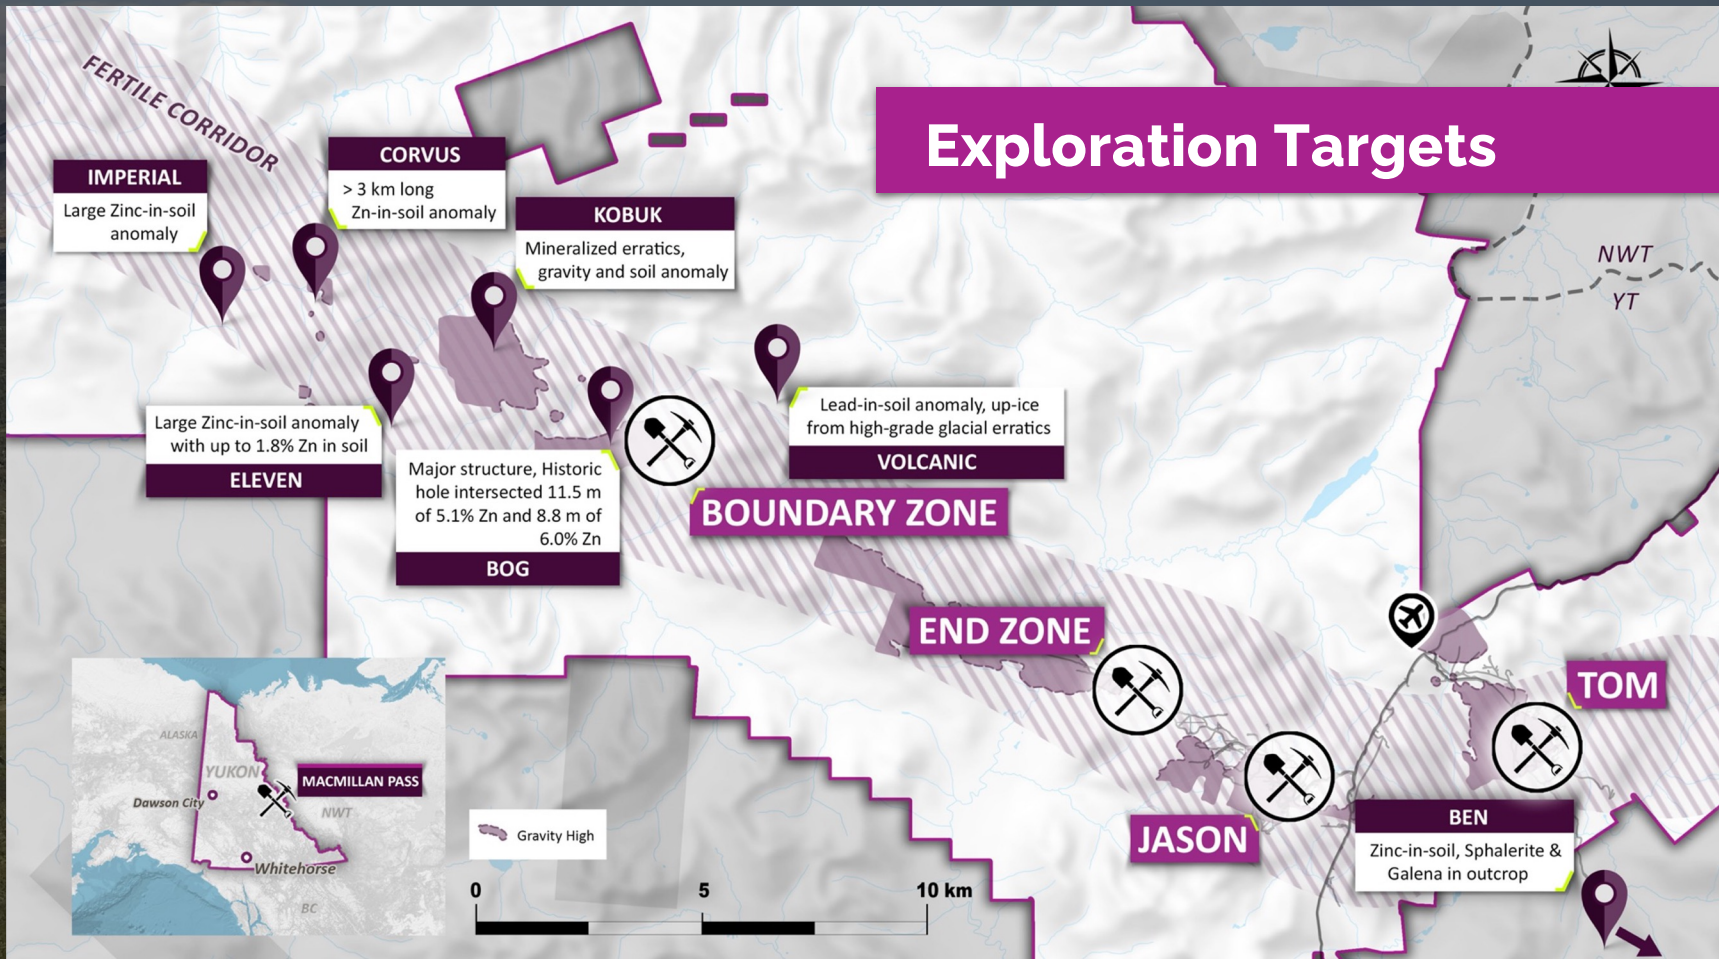 Exploration Targets
FERTILE CORRIDOR
IMPERIAL
Large Zinc-in-soil
anomaly
CORVUS
> 3 km long
Zn-in-soil anomaly
KOBUK
Mineralized erratics,
gravity and soil anomaly
NWT
YT
Large Zinc-in-soil anomaly
with up to 1.8% Zn in soil
ELEVEN
Major structure, Historic
hole intersected 11.5 m
of 5.1% Zn and 8.8 m of
6.0% Zn
BOG
Lead-in-soil anomaly, up-ice
from high-grade glacial erratics
VOLCANIC
BOUNDARY ZONE
END ZONE
TOM
JASON
BEN
Zinc-in-soil, Sphalerite &
Galena in outcrop
ALASKA
YUKON
MACMILLAN PASS
Dawson City
NWT
Whitehorse
BC
Gravity High
0 5 10 km